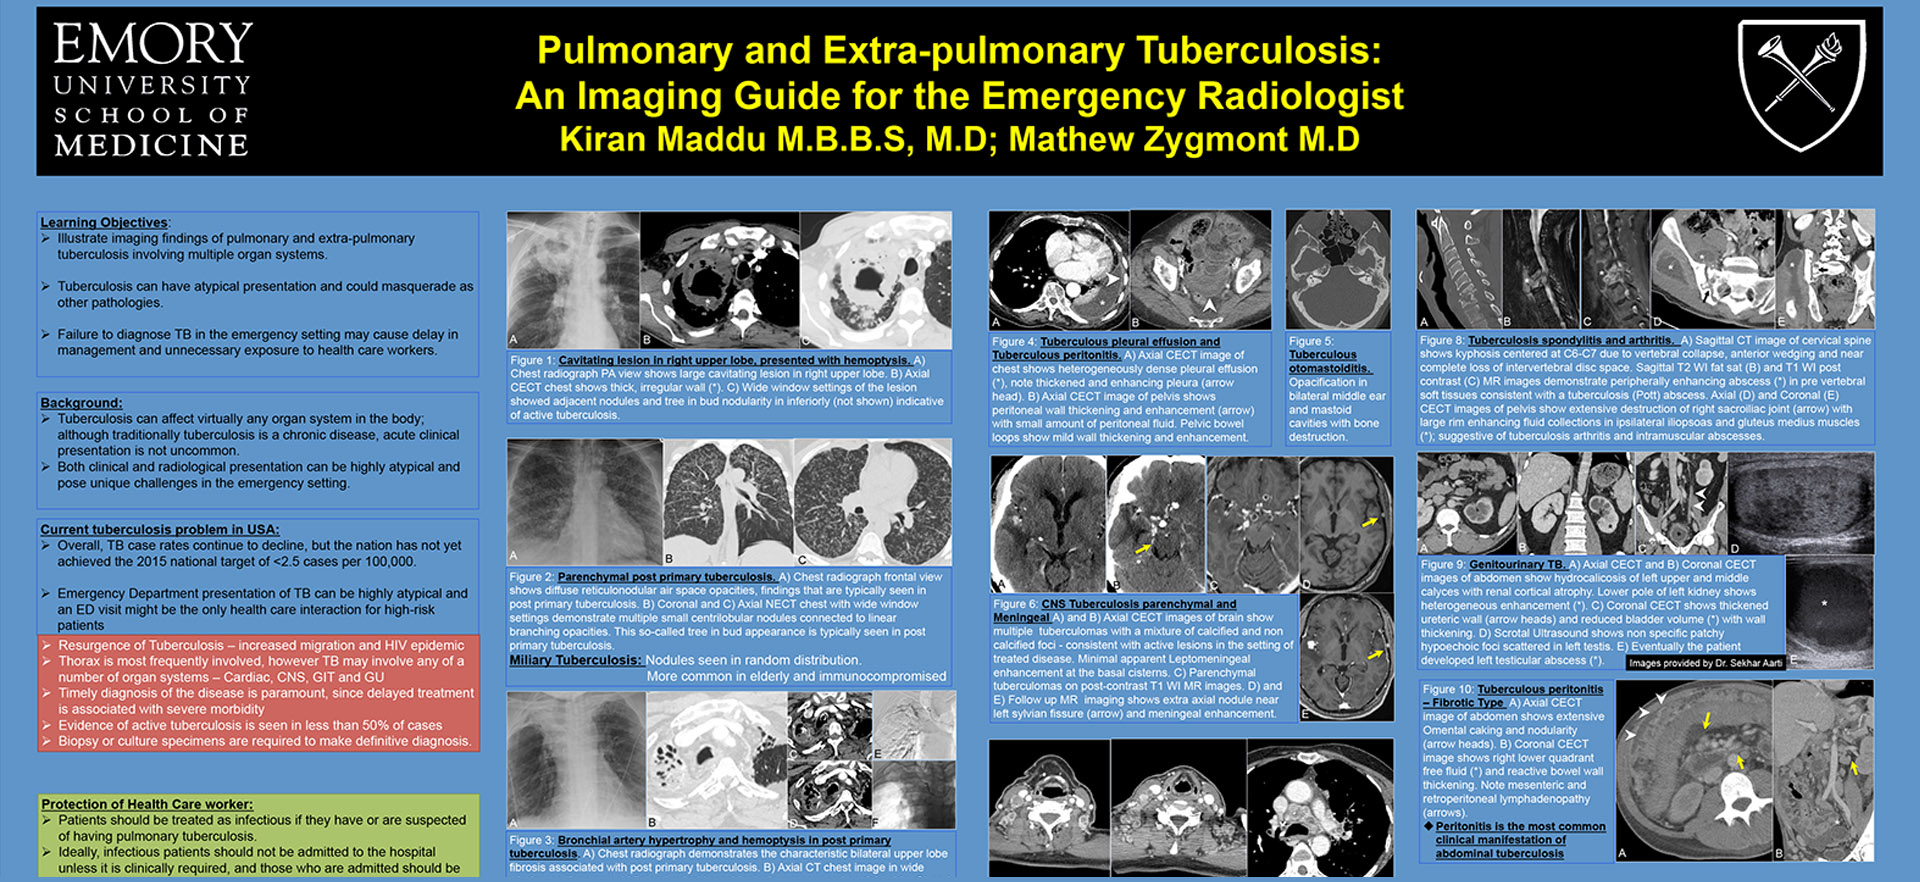 EMORY
UNIVERSITY
SCHOOL OF
MEDICINE
Pulmonary and Extra-pulmonary Tuberculosis:
An Imaging Guide for the Emergency Radiologist
Kiran Maddu M.B.B.S, M.D; Mathew Zygmont M.D
Learning Objectives:
➢ Illustrate imaging findings of pulmonary and extra-pulmonary
tuberculosis involving multiple organ systems.
➢ Tuberculosis can have atypical presentation and could masquerade as
other pathologies.
➢ Failure to diagnose TB in the emergency setting may cause delay in
management and unnecessary exposure to health care workers.
Background:
➢ Tuberculosis can affect virtually any organ system in the body;
although traditionally tuberculosis is a chronic disease, acute clinical
presentation is not uncommon.
➢ Both clinical and radiological presentation can be highly atypical and
pose unique challenges in the emergency setting.
Current tuberculosis problem in USA:
➢ Overall, TB case rates continue to decline, but the nation has not yet
achieved the 2015 national target of <2.5 cases per 100,000.
➢ Emergency Department presentation of TB can be highly atypical and
an ED visit might be the only health care interaction for high-risk
patients
➢ Resurgence of Tuberculosis – increased migration and HIV epidemic
➢ Thorax is most frequently involved, however TB may involve any of a
number of organ systems – Cardiac, CNS, GIT and GU
➢ Timely diagnosis of the disease is paramount, since delayed treatment
is associated with severe morbidity
➢ Evidence of active tuberculosis is seen in less than 50% of cases
➢ Biopsy or culture specimens are required to make definitive diagnosis.
Protection of Health Care worker:
➢ Patients should be treated as infectious if they have or are suspected
of having pulmonary tuberculosis.
➢ Ideally, infectious patients should not be admitted to the hospital
unless it is clinically required, and those who are admitted should be
A B C
Figure 1: Cavitating lesion in right upper lobe, presented with hemoptysis. A)
Chest radiograph PA view shows large cavitating lesion in right upper lobe. B) Axial
CECT chest shows thick, irregular wall (*). C) Wide window settings of the lesion
showed adjacent nodules and tree in bud nodularity in inferiorly (not shown) indicative
of active tuberculosis.
A B C
Figure 2: Parenchymal post primary tuberculosis. A) Chest radiograph frontal view
shows diffuse reticulonodular air space opacities, findings that are typically seen in
post primary tuberculosis. B) Coronal and C) Axial NECT chest with wide window
settings demonstrate multiple small centrilobular nodules connected to linear
branching opacities. This so-called tree in bud appearance is typically seen in post
primary tuberculosis.
Miliary Tuberculosis: Nodules seen in random distribution.
More common in elderly and immunocompromised
A B C D E F
Figure 3: Bronchial artery hypertrophy and hemoptysis in post primary
tuberculosis. A) Chest radiograph demonstrates the characteristic bilateral upper lobe
fibrosis associated with post primary tuberculosis. B) Axial CT chest image in wide
A B
Figure 4: Tuberculous pleural effusion and
Tuberculous peritonitis. A) Axial CECT image of
chest shows heterogeneously dense pleural effusion
(*), note thickened and enhancing pleura (arrow
head). B) Axial CECT image of pelvis shows
peritoneal wall thickening and enhancement (arrow)
with small amount of peritoneal fluid. Pelvic bowel
loops show mild wall thickening and enhancement.
Figure 5:
Tuberculous
otomastoiditis.
Opacification in
bilateral middle ear
and mastoid
cavities with bone
destruction.
A B C D E
Figure 6: CNS Tuberculosis parenchymal and
Meningeal A) and B) Axial CECT images of brain show
multiple tuberculomas with a mixture of calcified and non
calcified foci - consistent with active lesions in the setting of
treated disease. Minimal apparent Leptomeningeal
enhancement at the basal cisterns. C) Parenchymal
tuberculomas on post-contrast T1 WI MR images. D) and
E) Follow up MR imaging shows extra axial nodule near
left sylvian fissure (arrow) and meningeal enhancement.
A B C D E
Figure 8: Tuberculosis spondylitis and arthritis. A) Sagittal CT image of cervical spine
shows kyphosis centered at C6-C7 due to vertebral collapse, anterior wedging and near
complete loss of intervertebral disc space. Sagittal T2 WI fat sat (B) and T1 WI post
contrast (C) MR images demonstrate peripherally enhancing abscess (*) in pre vertebral
soft tissues consistent with a tuberculosis (Pott) abscess. Axial (D) and Coronal (E)
CECT images of pelvis show extensive destruction of right sacroiliac joint (arrow) with
large rim enhancing fluid collections in ipsilateral iliopsoas and gluteus medius muscles
(*); suggestive of tuberculosis arthritis and intramuscular abscesses.
A B C D
Figure 9: Genitourinary TB. A) Axial CECT and B) Coronal CECT
images of abdomen show hydrocalicosis of left upper and middle
calyces with renal cortical atrophy. Lower pole of left kidney shows
heterogeneous enhancement (*). C) Coronal CECT shows thickened
ureteric wall (arrow heads) and reduced bladder volume (*) with wall
thickening. D) Scrotal Ultrasound shows non specific patchy
hypoechoic foci scattered in left testis. E) Eventually the patient
developed left testicular abscess (*).
Images provided by Dr. Sekhar Aarti
E
Figure 10: Tuberculous peritonitis
– Fibrotic Type A) Axial CECT
image of abdomen shows extensive
Omental caking and nodularity
(arrow heads). B) Coronal CECT
image shows right lower quadrant
free fluid (*) and reactive bowel wall
thickening. Note mesenteric and
retroperitoneal lymphadenopathy
(arrows).
◆ Peritonitis is the most common
clinical manifestation of
abdominal tuberculosis
A B